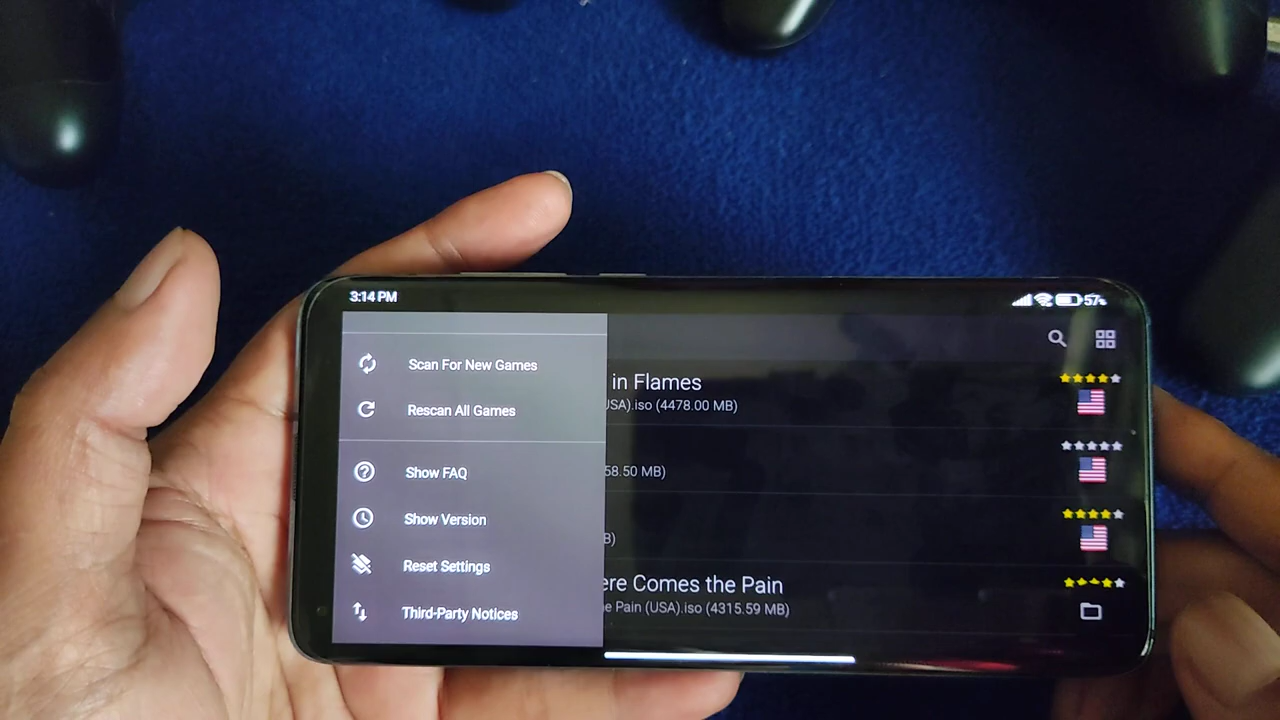 3:14 PM
57%
Scan For New Games
Rescan All Games
Show FAQ
Show Version
Reset Settings
Third-Party Notices
in Flames
USA).iso (4478.00 MB)
58.50 MB)
B)
ere Comes the Pain
e Pain (USA).iso (4315.59 MB)